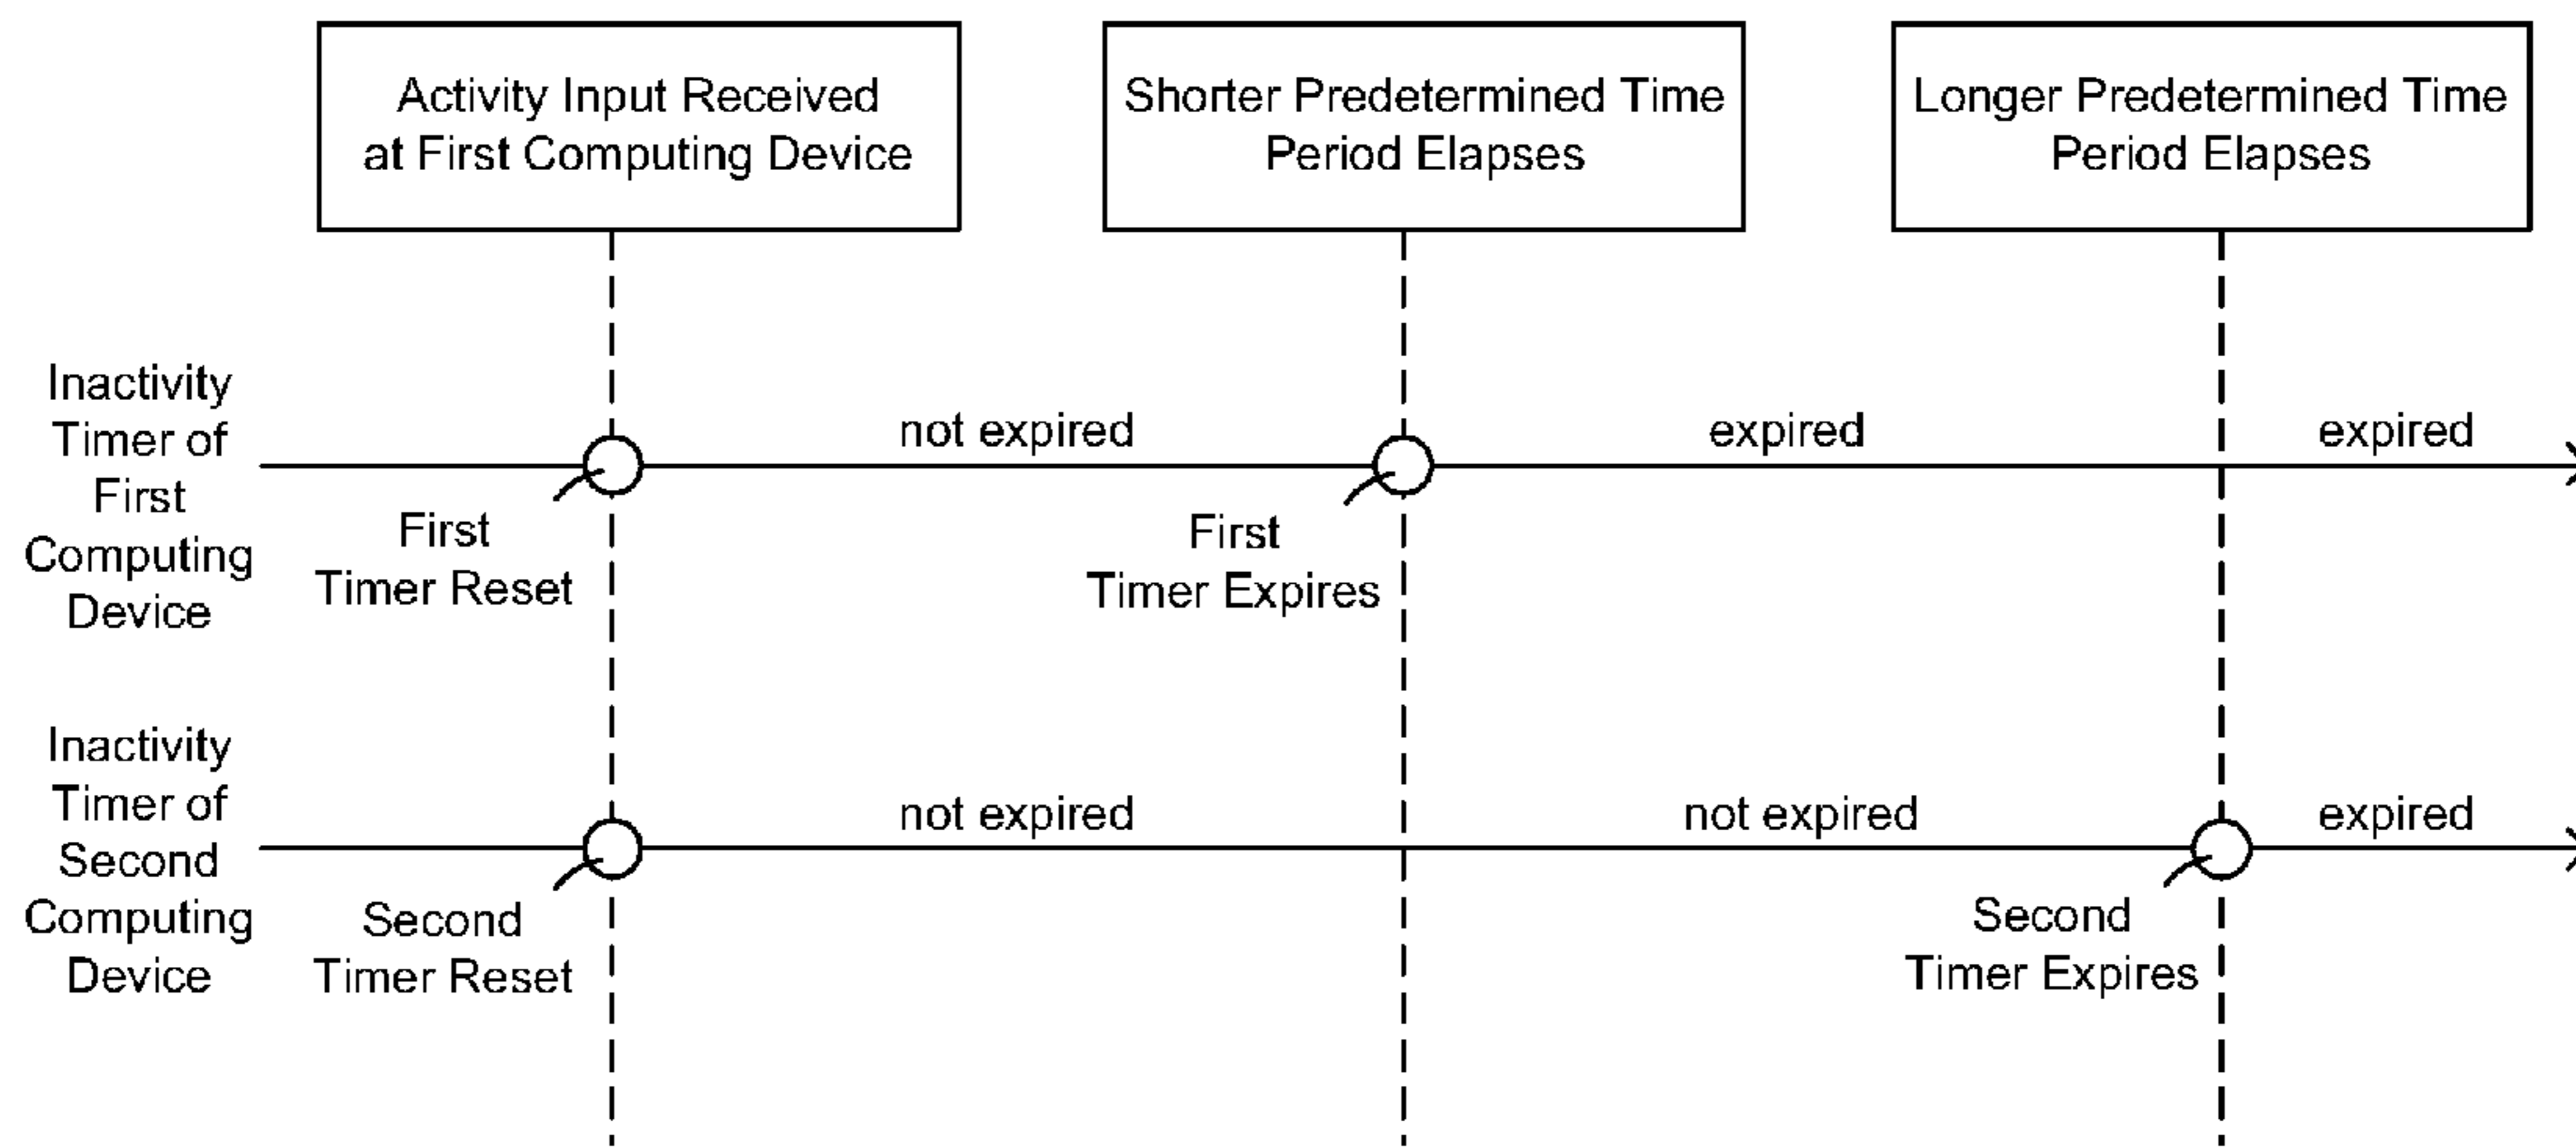 Activity Input Received
at First Computing Device
Shorter Predetermined Time
Period Elapses
Longer Predetermined Time
Period Elapses
Inactivity
Timer of
First
Computing
Device
not expired
expired
expired
First
Timer Reset
First
Timer Expires
Inactivity
Timer of
Second
Computing
Device
not expired
not expired
expired
Second
Timer Reset
Second
Timer Expires